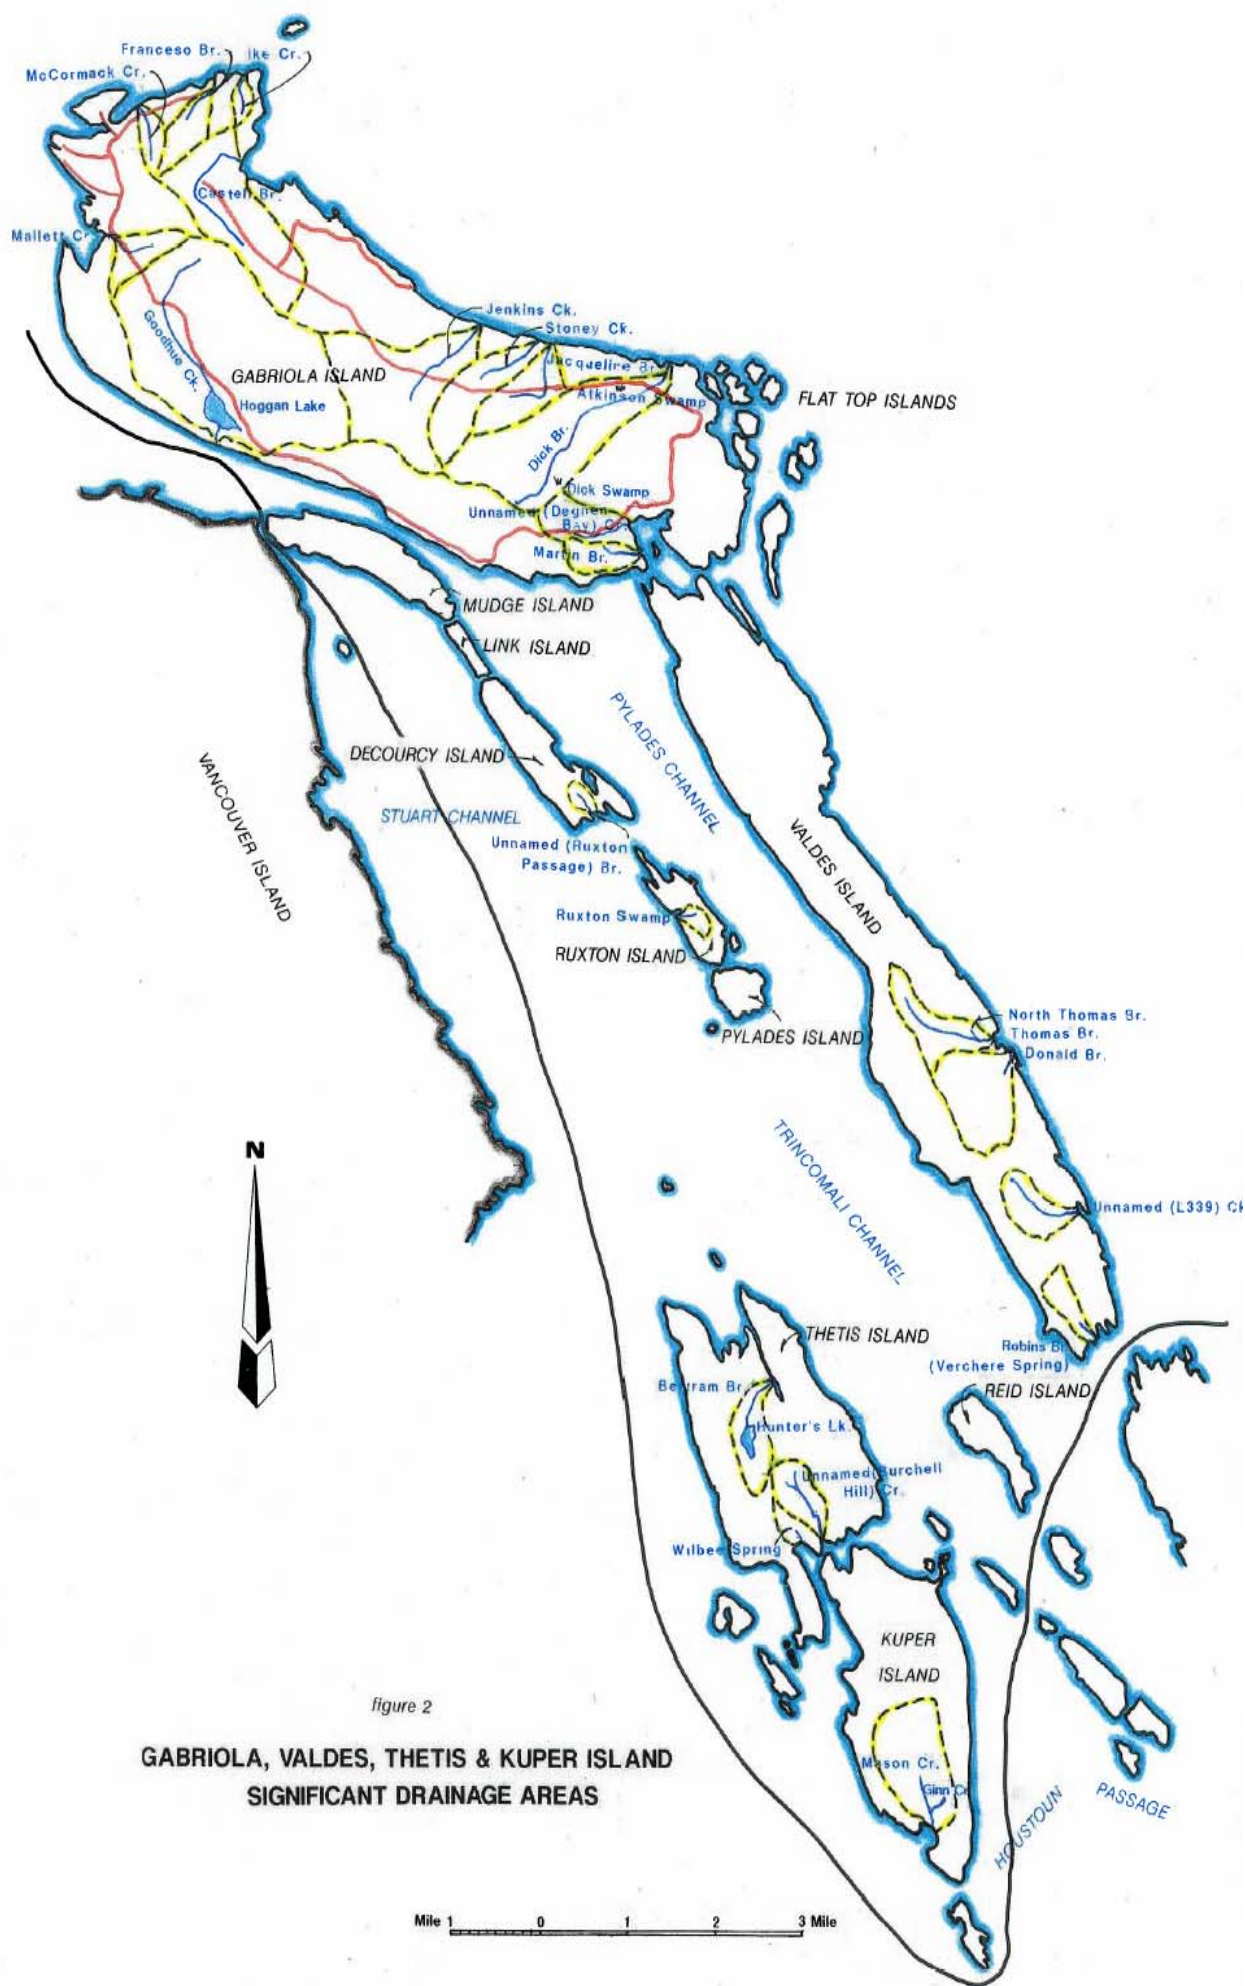 Franceso Br.
Ike Cr.
McCormack Cr.
Castell Br.
Mallett Cr.
Jenkins Ck.
Stoney Ck.
Goodhue Ck.
Jacqueline Br.
GABRIOLA ISLAND
Atkinson Swamp
FLAT TOP ISLANDS
Hoggan Lake
Dick Br.
Dick Swamp
Unnamed (Degnen
Bay) Cr.
Martin Br.
MUDGE ISLAND
LINK ISLAND
PYLADES CHANNEL
DECOURCY ISLAND
VANCOUVER ISLAND
STUART CHANNEL
VALDES ISLAND
Unnamed (Ruxton
Passage) Br.
Ruxton Swamp
RUXTON ISLAND
North Thomas Br.
Thomas Br.
PYLADES ISLAND
Donald Br.
N
TRINCOMALI CHANNEL
Unnamed (L339) Ck
THETIS ISLAND
Robins Br
(Verchere Spring)
Bertram Br.
REID ISLAND
Hunter's Lk.
(Unnamed(Burchell
Hill) Cr.
Wilbee Spring
KUPER
ISLAND
figure 2
GABRIOLA, VALDES, THETIS & KUPER ISLAND
SIGNIFICANT DRAINAGE AREAS
Mason Cr.
Ginn Cr
HOUSTOUN
PASSAGE
Mile 1 0 1 2 3 Mile